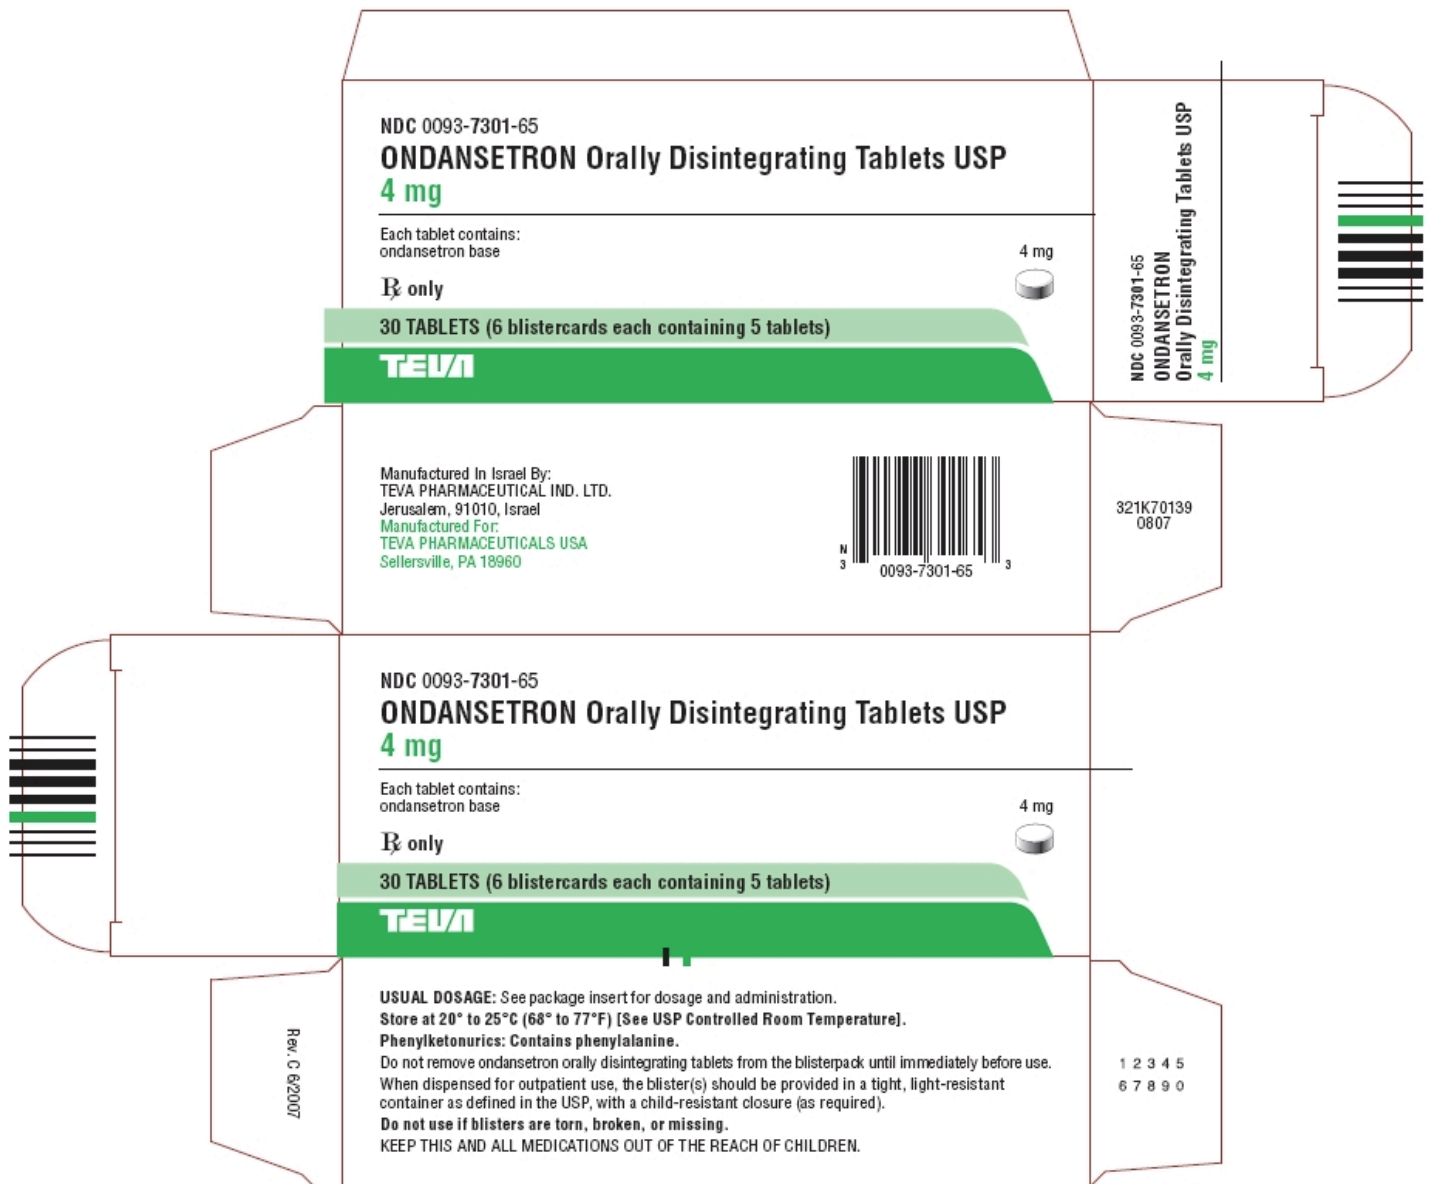 NDC 0093-7301-65
ONDANSETRON Orally Disintegrating Tablets USP
4 mg
Each tablet contains:
ondansetron base
4 mg
℞ only
30 TABLETS (6 blistercards each containing 5 tablets)
TEVA
NDC 0093-7301-65
ONDANSETRON
Orally Disintegrating Tablets USP
4 mg
Manufactured In Israel By:
TEVA PHARMACEUTICAL IND. LTD.
Jerusalem, 91010, Israel
Manufactured For:
TEVA PHARMACEUTICALS USA
Sellersville, PA 18960
N
3
0093-7301-65
3
321K70139
0807
NDC 0093-7301-65
ONDANSETRON Orally Disintegrating Tablets USP
4 mg
Each tablet contains:
ondansetron base
4 mg
℞ only
30 TABLETS (6 blistercards each containing 5 tablets)
TEVA
USUAL DOSAGE: See package insert for dosage and administration.
Store at 20° to 25°C (68° to 77°F) [See USP Controlled Room Temperature].
Phenylketonurics: Contains phenylalanine.
Do not remove ondansetron orally disintegrating tablets from the blisterpack until immediately before use.
When dispensed for outpatient use, the blister(s) should be provided in a tight, light-resistant
container as defined in the USP, with a child-resistant closure (as required).
Do not use if blisters are torn, broken, or missing.
KEEP THIS AND ALL MEDICATIONS OUT OF THE REACH OF CHILDREN.
Rev. C 6/2007
1 2 3 4 5
6 7 8 9 0